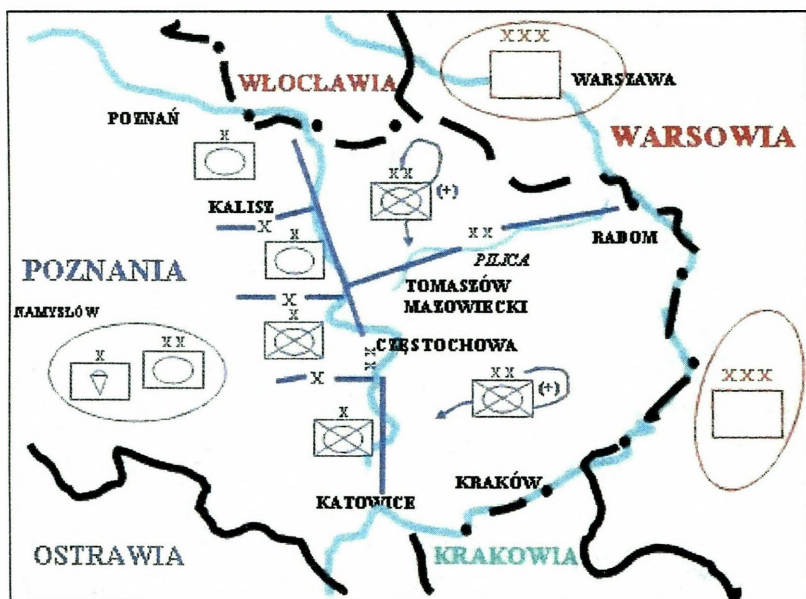 XXX
WŁOCŁAWIA
WARSZAWA
POZNAŃ
X
WARSOWIA
XX
(+)
KALISZ
X
X
XX
RADOM
POZNANIA
PILICA
TOMASZÓW
MAZOWIECKI
X
NAMYSŁÓW
X
CZĘSTOCHOWA
XX
X
XX
X
XX
(+)
XXX
X
KRAKÓW
KATOWICE
OSTRAWIA
KRAKOWIA